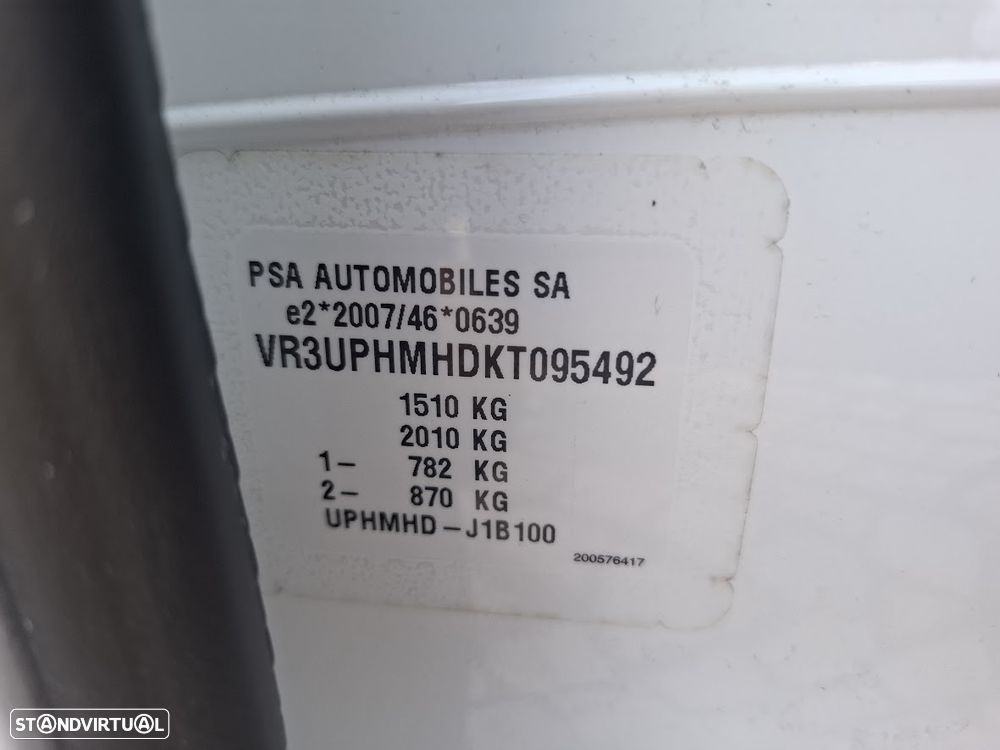 PSA AUTOMOBILES SA
e2*2007/46*0639
VR3UPHMHDKT095492
1510 KG
2010 KG
1- 782 KG
2- 870 KG
UPHMHD-J1B100
200576417
STANDVIRTUAL